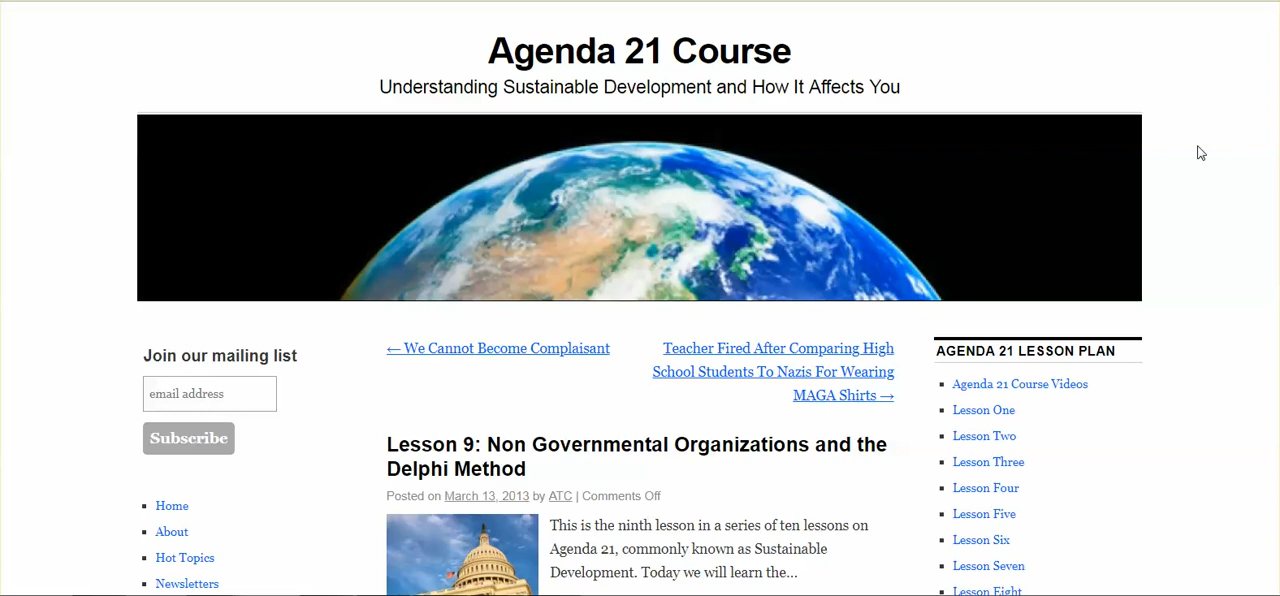 Agenda 21 Course
Understanding Sustainable Development and How It Affects You
Join our mailing list
email address
Subscribe
Home
About
Hot Topics
Newsletters
← We Cannot Become Complaisant
Teacher Fired After Comparing High
School Students To Nazis For Wearing
MAGA Shirts →
Lesson 9: Non Governmental Organizations and the
Delphi Method
Posted on March 13, 2013 by ATC | Comments Off
This is the ninth lesson in a series of ten lessons on
Agenda 21, commonly known as Sustainable
Development. Today we will learn the...
AGENDA 21 LESSON PLAN
Agenda 21 Course Videos
Lesson One
Lesson Two
Lesson Three
Lesson Four
Lesson Five
Lesson Six
Lesson Seven
Lesson Eight